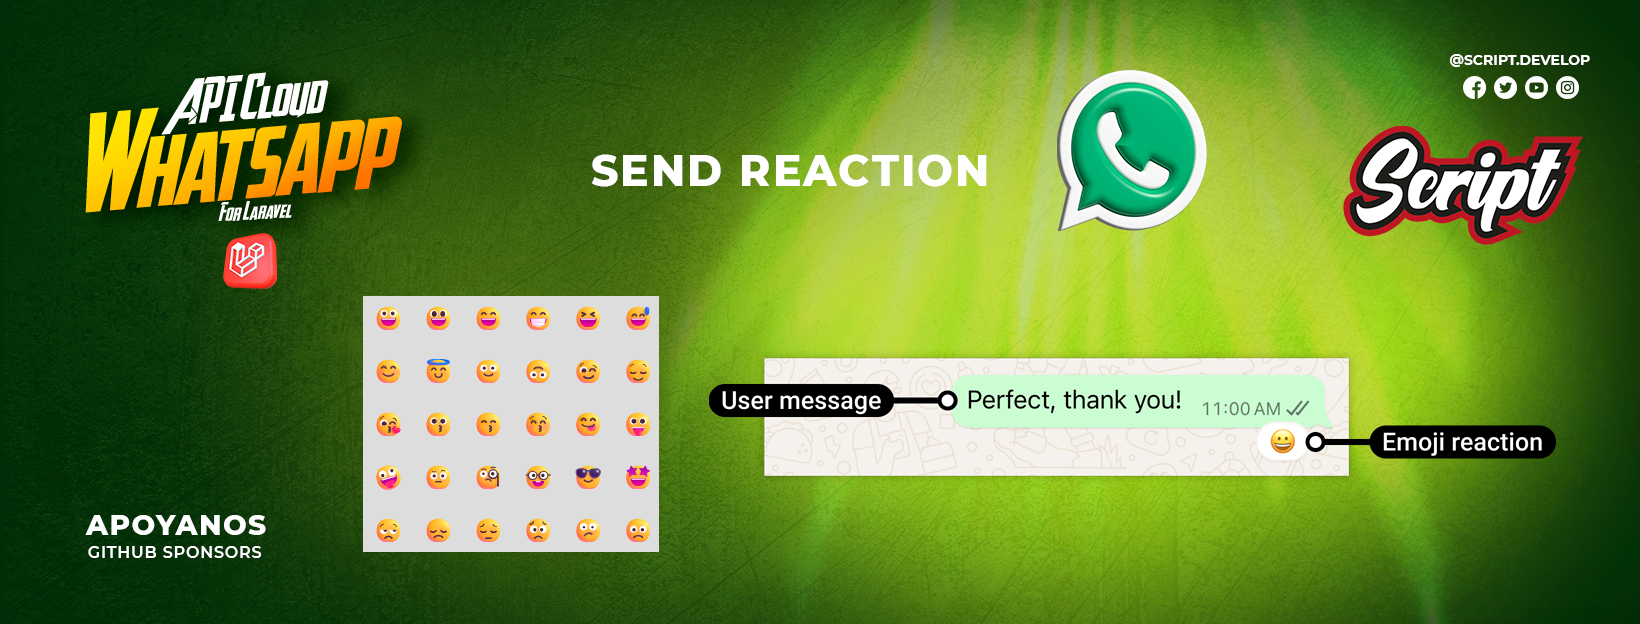 API CLOUD
WHATSAPP
FOR LARAVEL
SEND REACTION
@SCRIPT.DEVELOP
Script
User message
Perfect, thank you!
11:00 AM
Emoji reaction
APOYANOS
GITHUB SPONSORS